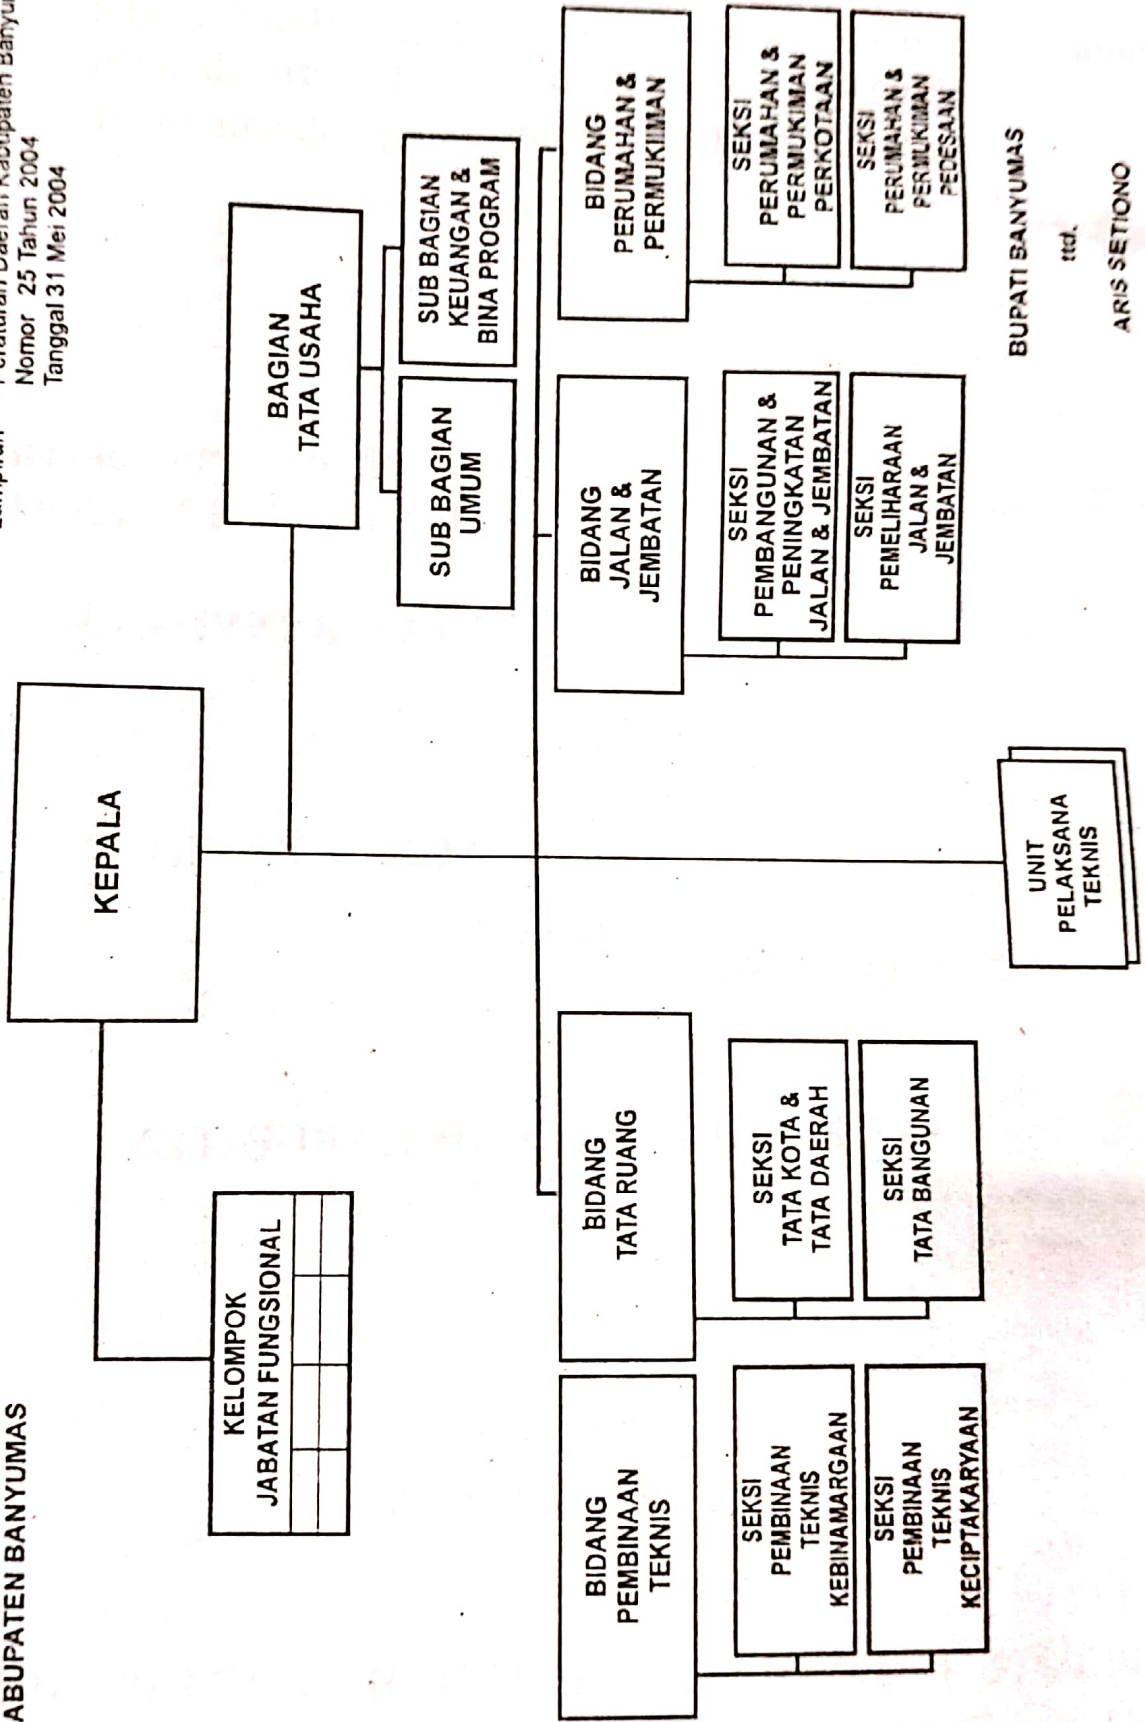 ABUPATEN BANYUMAS
Nomor 25 Tahun 2004
Tanggal 31 Mei 2004
KEPALA
KELOMPOK
JABATAN FUNGSIONAL
BAGIAN
TATA USAHA
SUB BAGIAN
UMUM
SUB BAGIAN
KEUANGAN &
BINA PROGRAM
BIDANG
PEMBINAAN
TEKNIS
BIDANG
TATA RUANG
BIDANG
JALAN &
JEMBATAN
BIDANG
PERUMAHAN &
PERMUKIIMAN
SEKSI
PEMBINAAN
TEKNIS
KEBINAMARGAAN
SEKSI
PEMBINAAN
TEKNIS
KECIPTAKARYAAN
SEKSI
TATA KOTA &
TATA DAERAH
SEKSI
TATA BANGUNAN
SEKSI
PEMBANGUNAN &
PENINGKATAN
JALAN & JEMBATAN
SEKSI
PEMELIHARAAN
JALAN &
JEMBATAN
SEKSI
PERUMAHAN &
PERMUKIMAN
PERKOTAAN
SEKSI
PERUMAHAN &
PERMUKIMAN
PEDESAAN
UNIT
PELAKSANA
TEKNIS
BUPATI BANYUMAS
ttd.
ARIS SETIONO